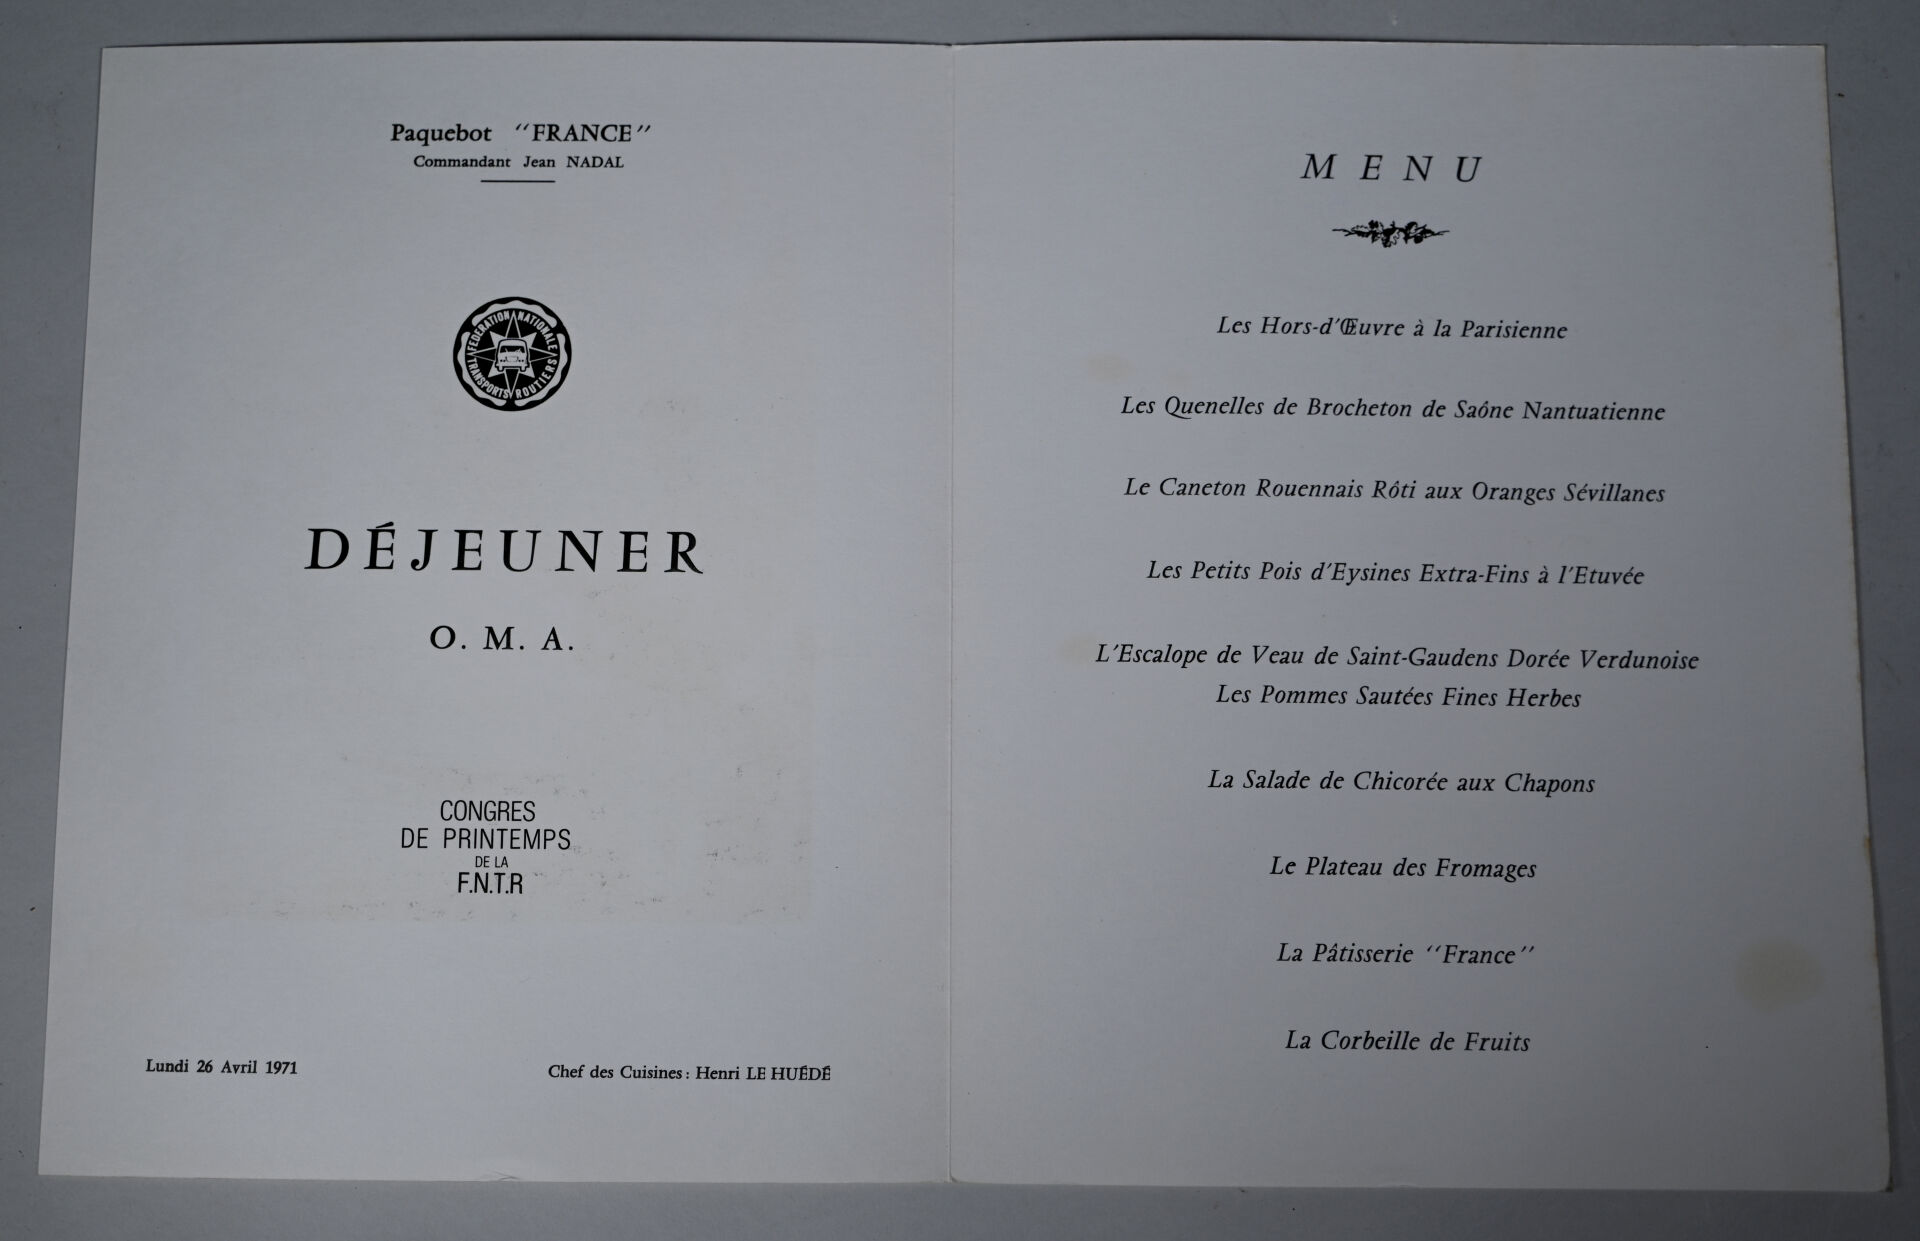 Paquebot "FRANCE"
Commandant Jean NADAL
FEDERATION NATIONALE
TRANSPORTS ROUTIERS
DÉJEUNER
O. M. A.
CONGRES
DE PRINTEMPS
DE LA
F.N.T.R
Lundi 26 Avril 1971
Chef des Cuisines : Henri LE HUÉDÉ
MENU
Les Hors-d'Œuvre à la Parisienne
Les Quenelles de Brocheton de Saône Nantuatienne
Le Caneton Rouennais Rôti aux Oranges Sévillanes
Les Petits Pois d'Eysines Extra-Fins à l'Etuvée
L'Escalope de Veau de Saint-Gaudens Dorée Verdunoise
Les Pommes Sautées Fines Herbes
La Salade de Chicorée aux Chapons
Le Plateau des Fromages
La Pâtisserie "France"
La Corbeille de Fruits